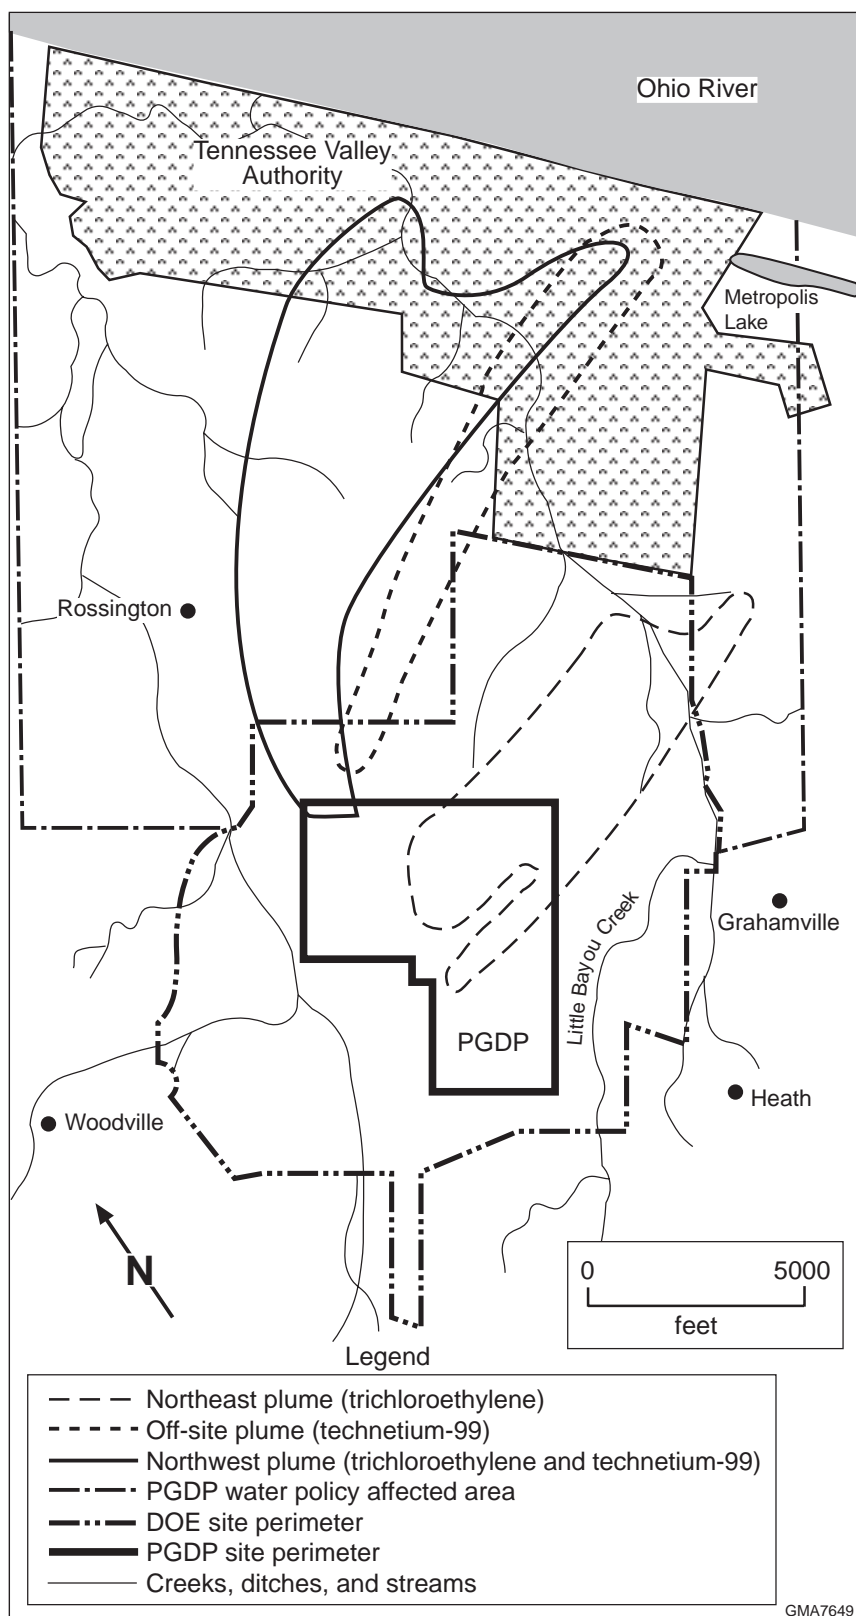 Ohio River
Tennessee Valley
Authority
Metropolis
Lake
Rossington
Grahamville
Little Bayou Creek
PGDP
Heath
Woodville
N
0 5000
feet
Legend
Northeast plume (trichloroethylene)
Off-site plume (technetium-99)
Northwest plume (trichloroethylene and technetium-99)
PGDP water policy affected area
DOE site perimeter
PGDP site perimeter
Creeks, ditches, and streams
GMA7649